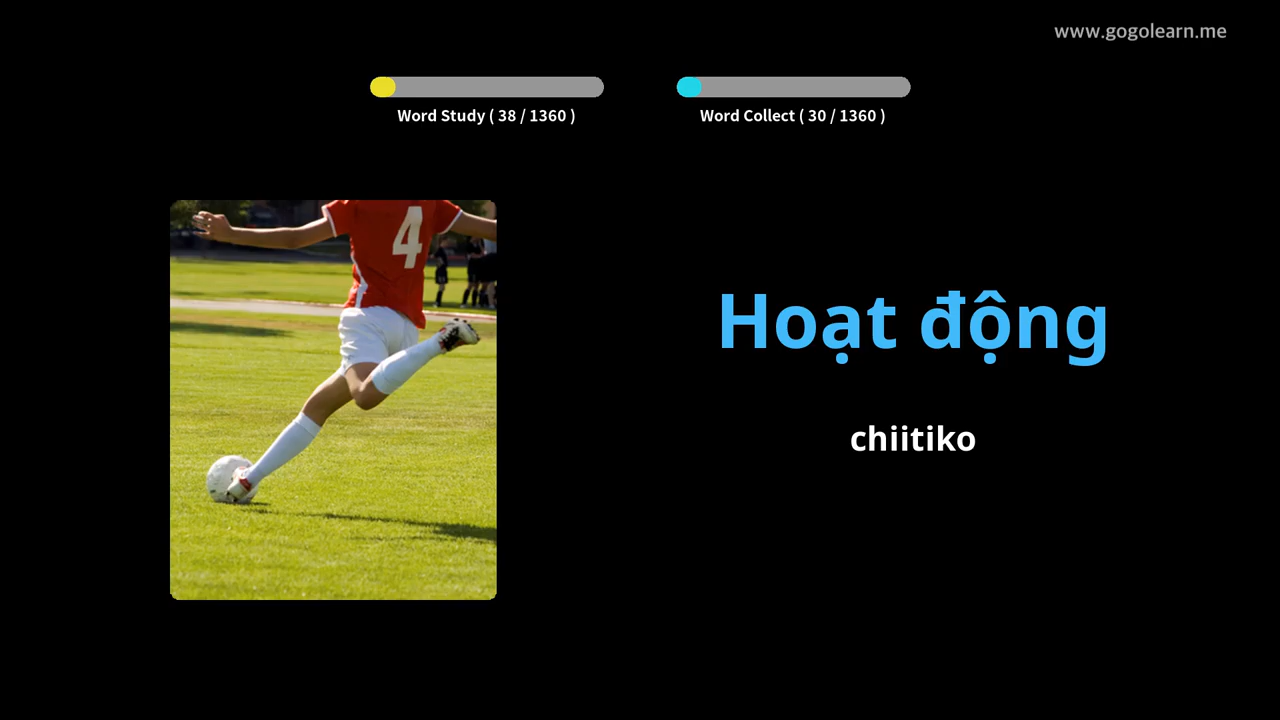 www.gogolearn.me
Word Study ( 38 / 1360 )
Word Collect ( 30 / 1360 )
4
Hoạt động
chiitiko